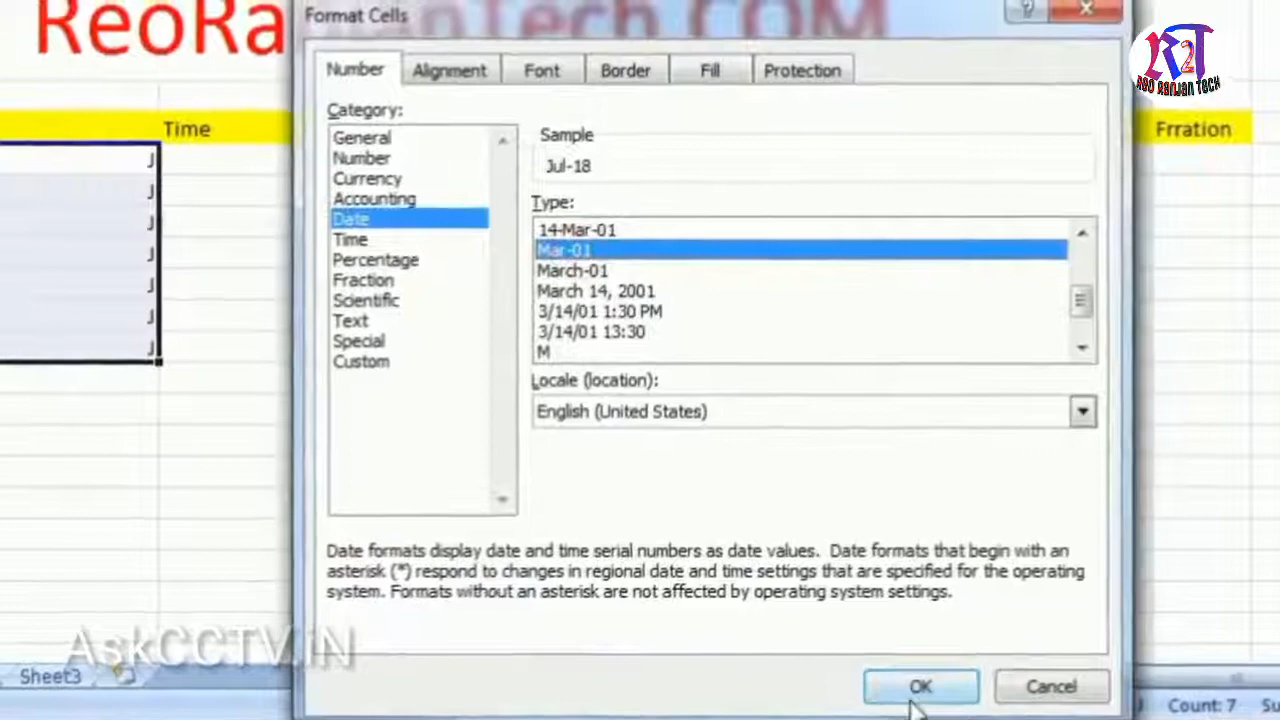 ReoRa
anTech.COM
Format Cells
R2T
REO RANJAN TECH
Number
Alignment
Font
Border
Fill
Protection
Category:
General
Number
Currency
Accounting
Date
Time
Percentage
Fraction
Scientific
Text
Special
Custom
Sample
Jul-18
Type:
14-Mar-01
Mar-01
March-01
March 14, 2001
3/14/01 1:30 PM
3/14/01 13:30
M
Locale (location):
English (United States)
Time
Frration
J
J
J
J
J
J
J
Date formats display date and time serial numbers as date values. Date formats that begin with an
asterisk (*) respond to changes in regional date and time settings that are specified for the operating
system. Formats without an asterisk are not affected by operating system settings.
AskCCTV.iN
Sheet3
OK
Cancel
Count: 7
Su